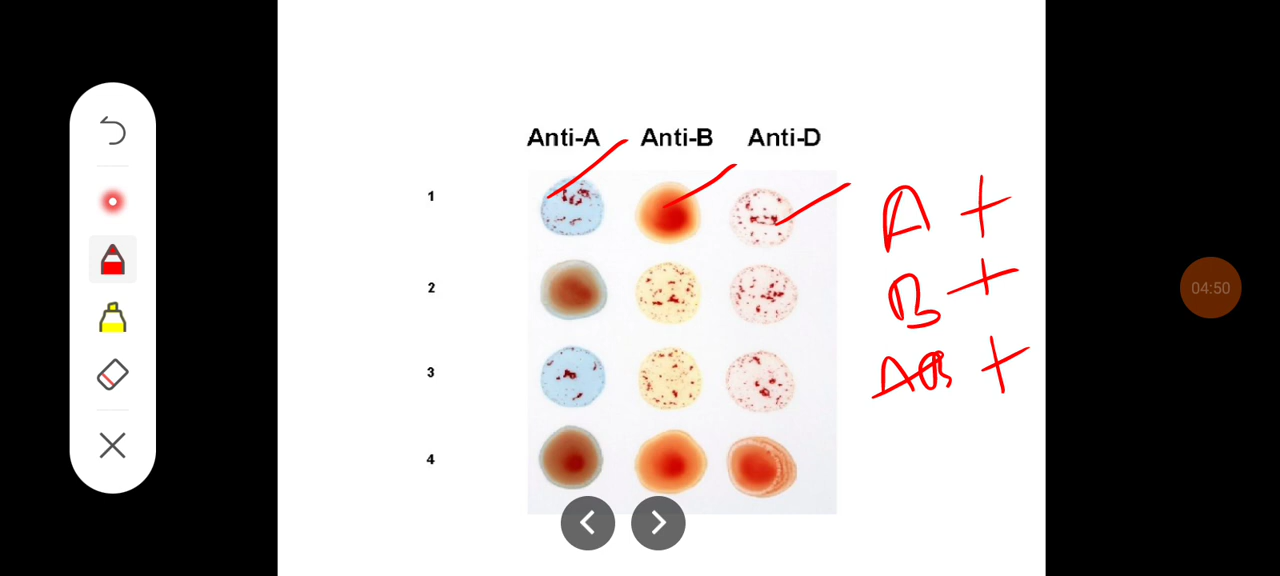 Anti-A Anti-B Anti-D
1 A +
2 B +
04:50
3 AB +
4